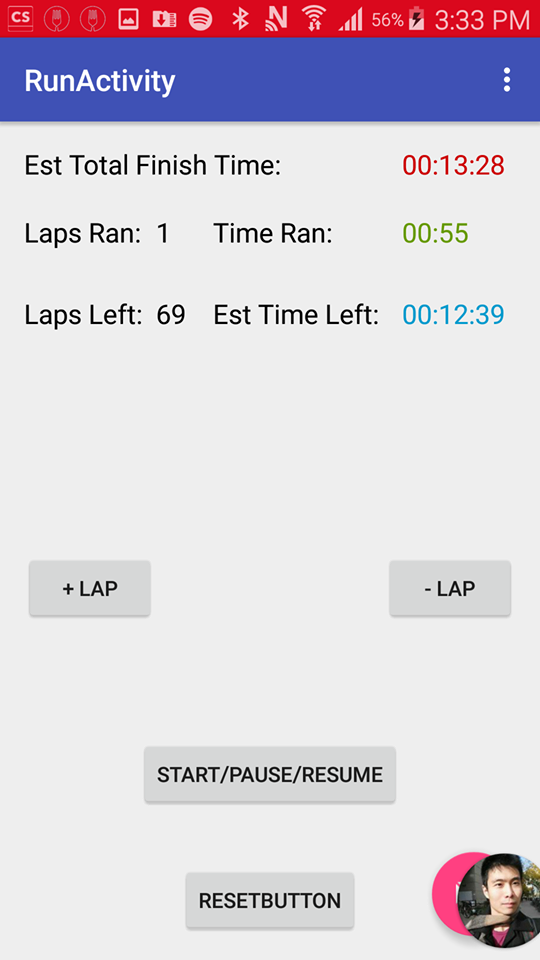 CS 56% 3:33 PM
RunActivity
Est Total Finish Time: 00:13:28
Laps Ran: 1 Time Ran: 00:55
Laps Left: 69 Est Time Left: 00:12:39
+ LAP - LAP
START/PAUSE/RESUME
RESETBUTTON